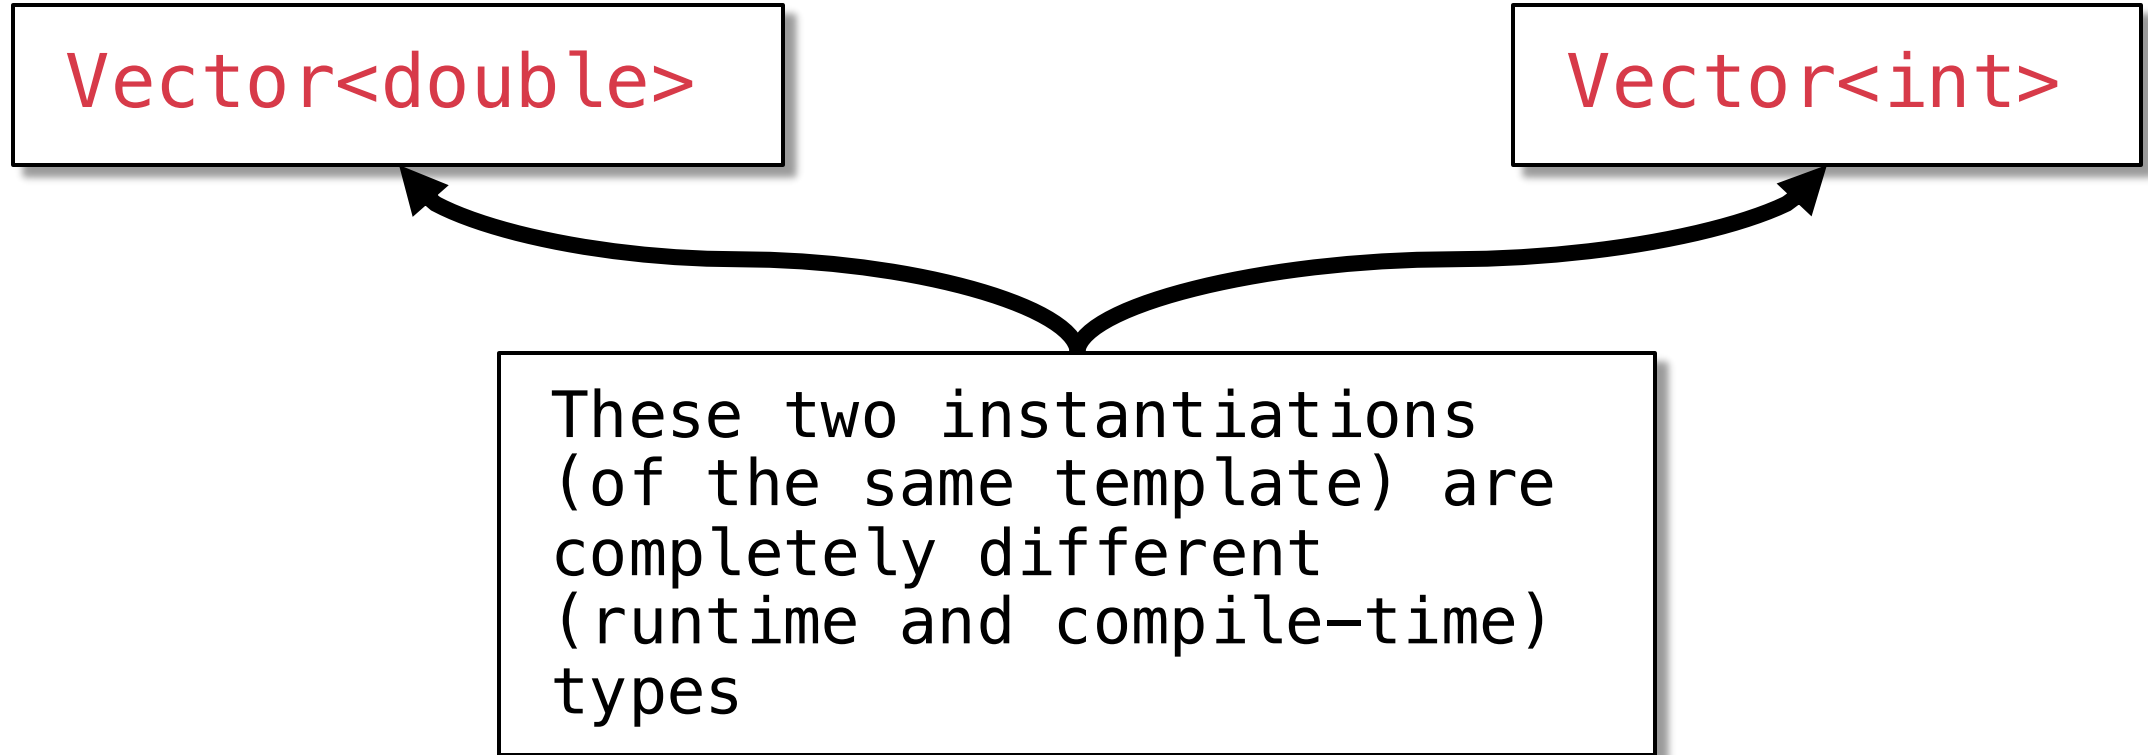 Vector<double>
Vector<int>
These two instantiations
(of the same template) are
completely different
(runtime and compile-time)
types